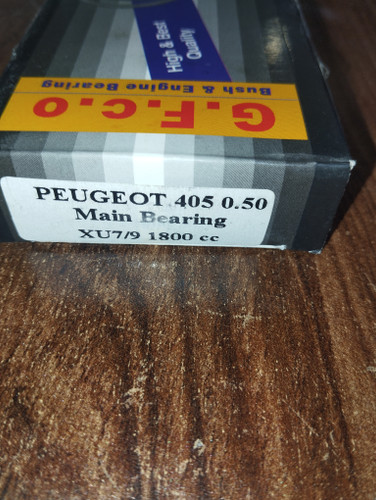 High & Best
Quality
G.F.c.o
Bush & Engine Bearing
PEUGEOT 405 0.50
Main Bearing
XU7/9 1800 cc